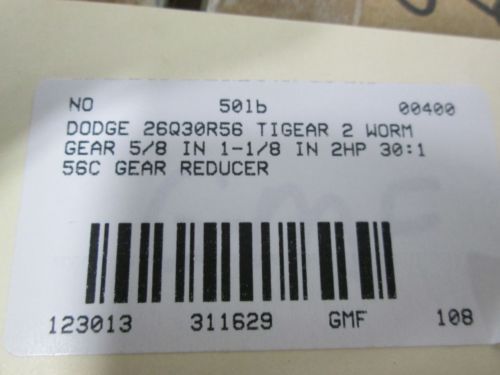 NO 50lb 00400
DODGE 26Q30R56 TIGEAR 2 WORM
GEAR 5/8 IN 1-1/8 IN 2HP 30:1
56C GEAR REDUCER
123013 311629 GMF 108